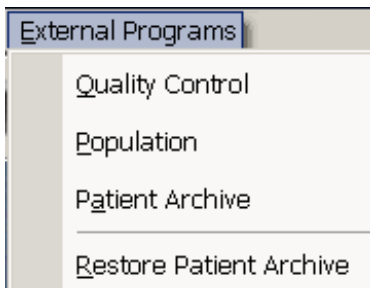 External Programs
Quality Control
Population
Patient Archive
Restore Patient Archive